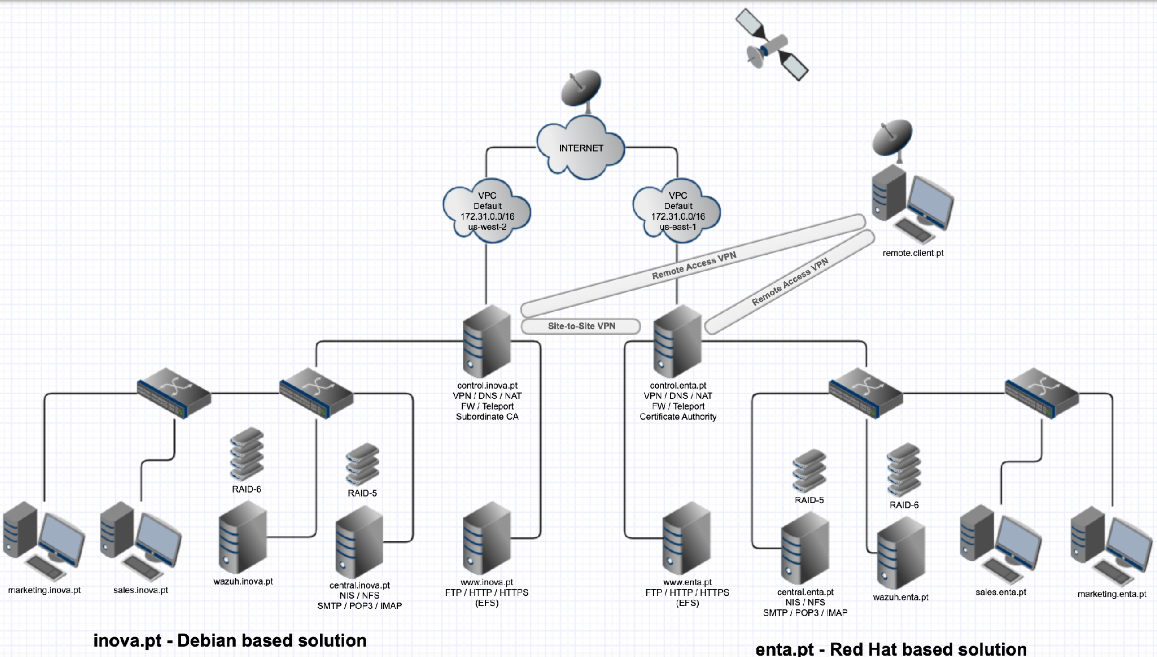 INTERNET
VPC
Default
172.31.0.0/16
us-west-2
VPC
Default
172.31.0.0/16
us-east-1
remote.client.pt
Remote Access VPN
Remote Access VPN
Site-to-Site VPN
control.inova.pt
VPN / DNS / NAT
FW / Teleport
Subordinate CA
control.enta.pt
VPN / DNS / NAT
FW / Teleport
Certificate Authority
RAID-6
RAID-5
RAID-5
RAID-6
marketing.inova.pt
sales.inova.pt
wazuh.inova.pt
central.inova.pt
NIS / NFS
SMTP / POP3 / IMAP
www.inova.pt
FTP / HTTP / HTTPS
(EFS)
www.enta.pt
FTP / HTTP / HTTPS
(EFS)
central.enta.pt
NIS / NFS
SMTP / POP3 / IMAP
wazuh.enta.pt
sales.enta.pt
marketing.enta.pt
inova.pt - Debian based solution
enta.pt - Red Hat based solution